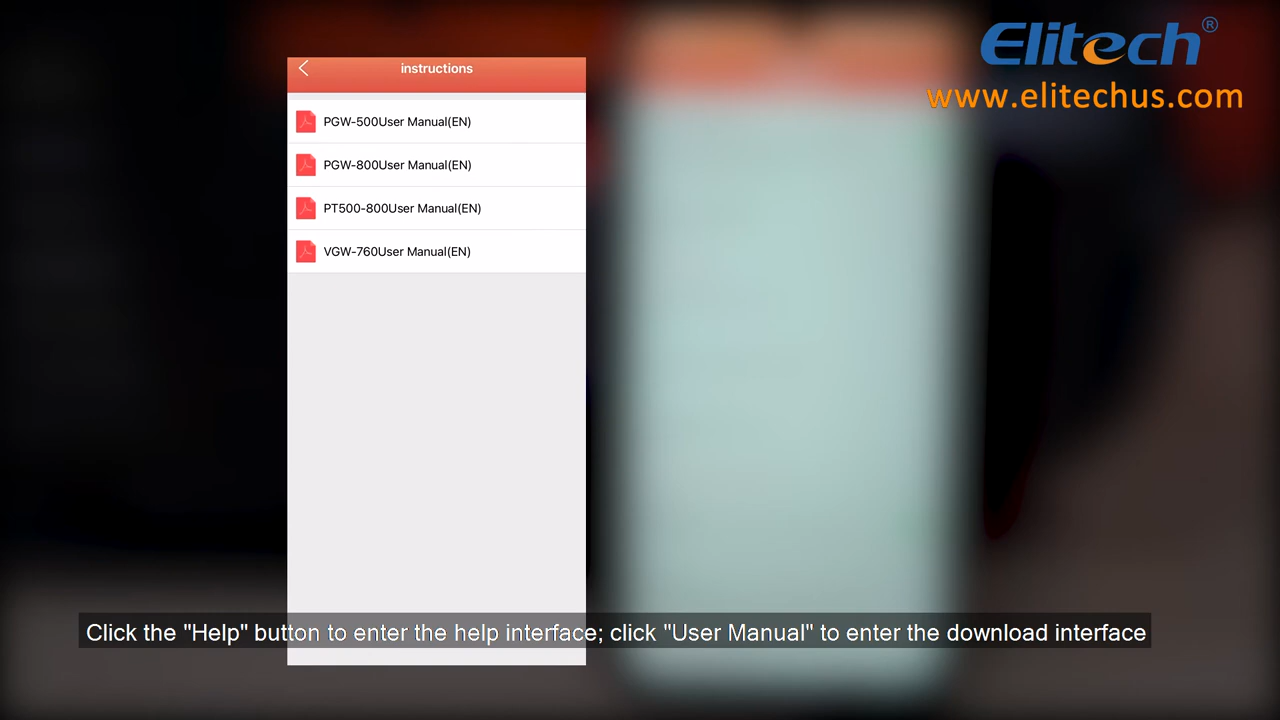 Elitech®
www.elitechus.com
instructions
PGW-500User Manual(EN)
PGW-800User Manual(EN)
PT500-800User Manual(EN)
VGW-760User Manual(EN)
Click the "Help" button to enter the help interface; click "User Manual" to enter the download interface